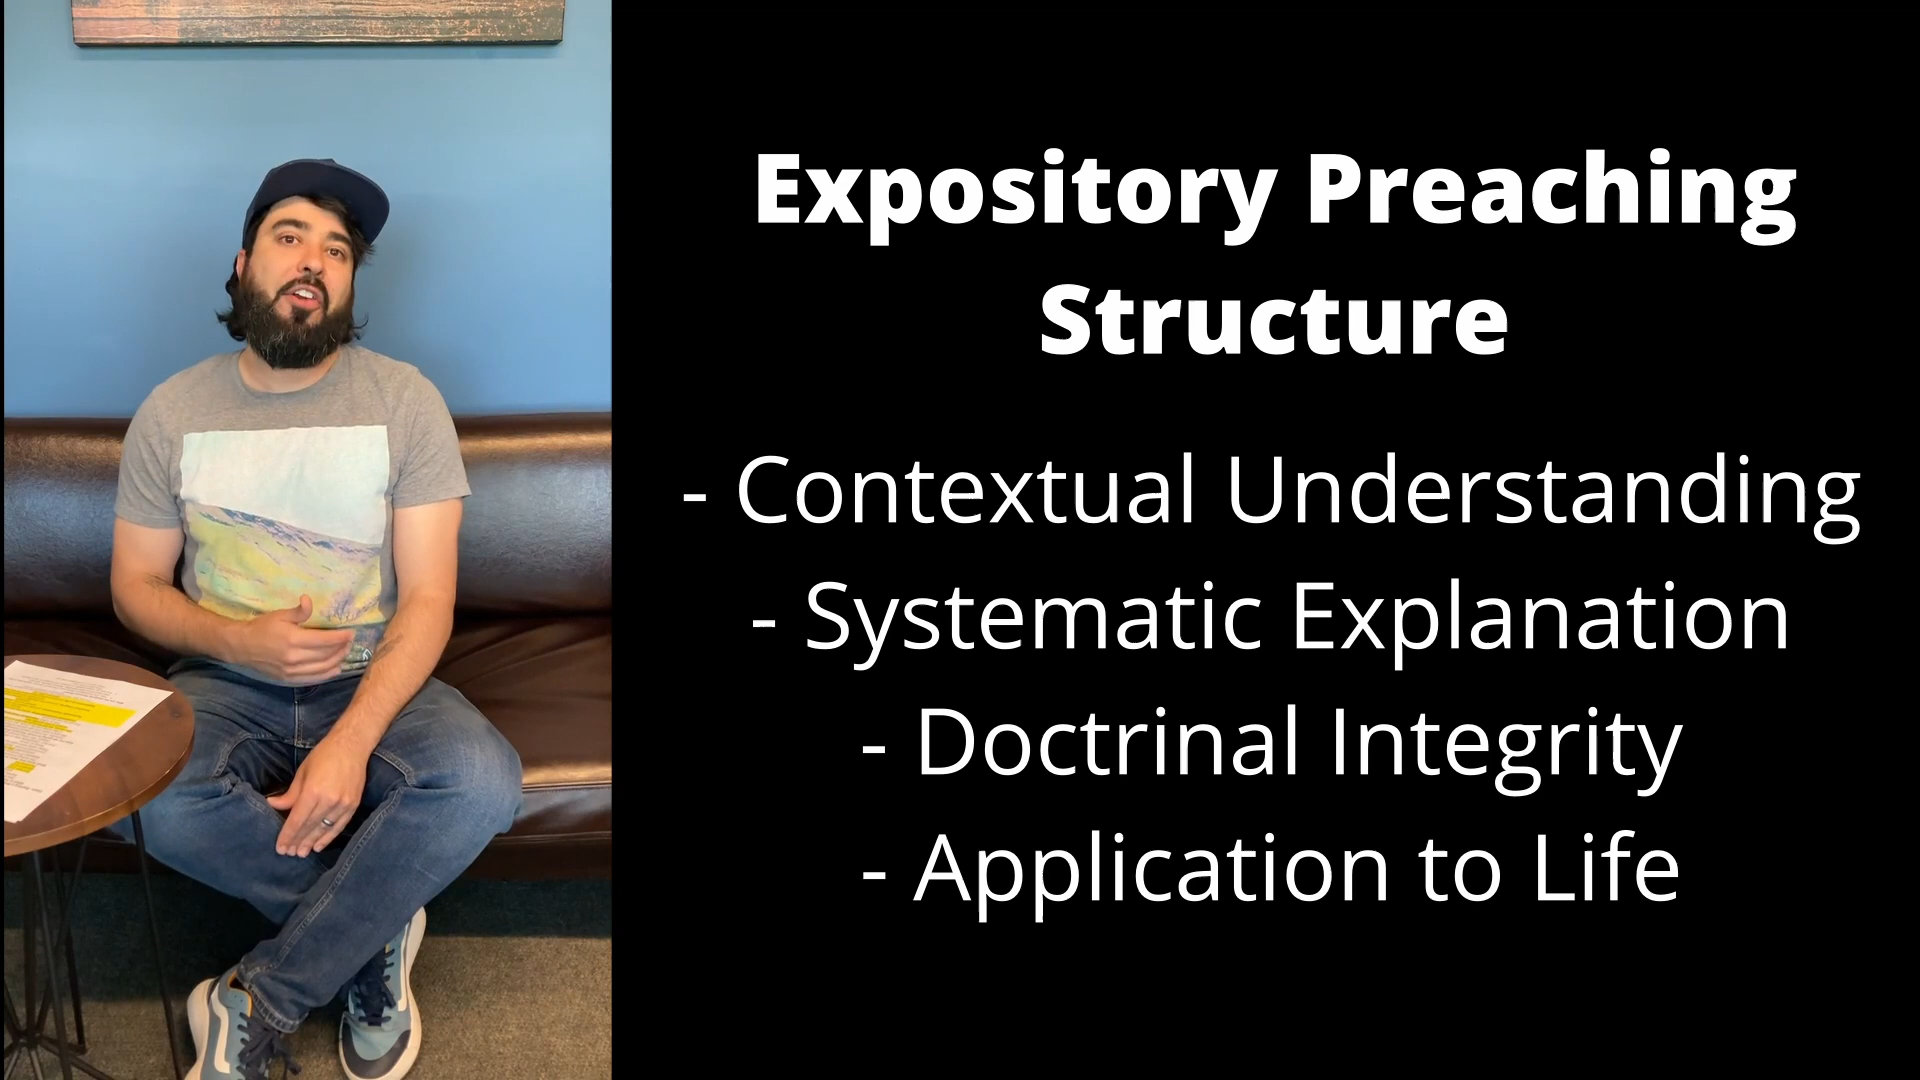 Expository Preaching
Structure
- Contextual Understanding
- Systematic Explanation
- Doctrinal Integrity
- Application to Life